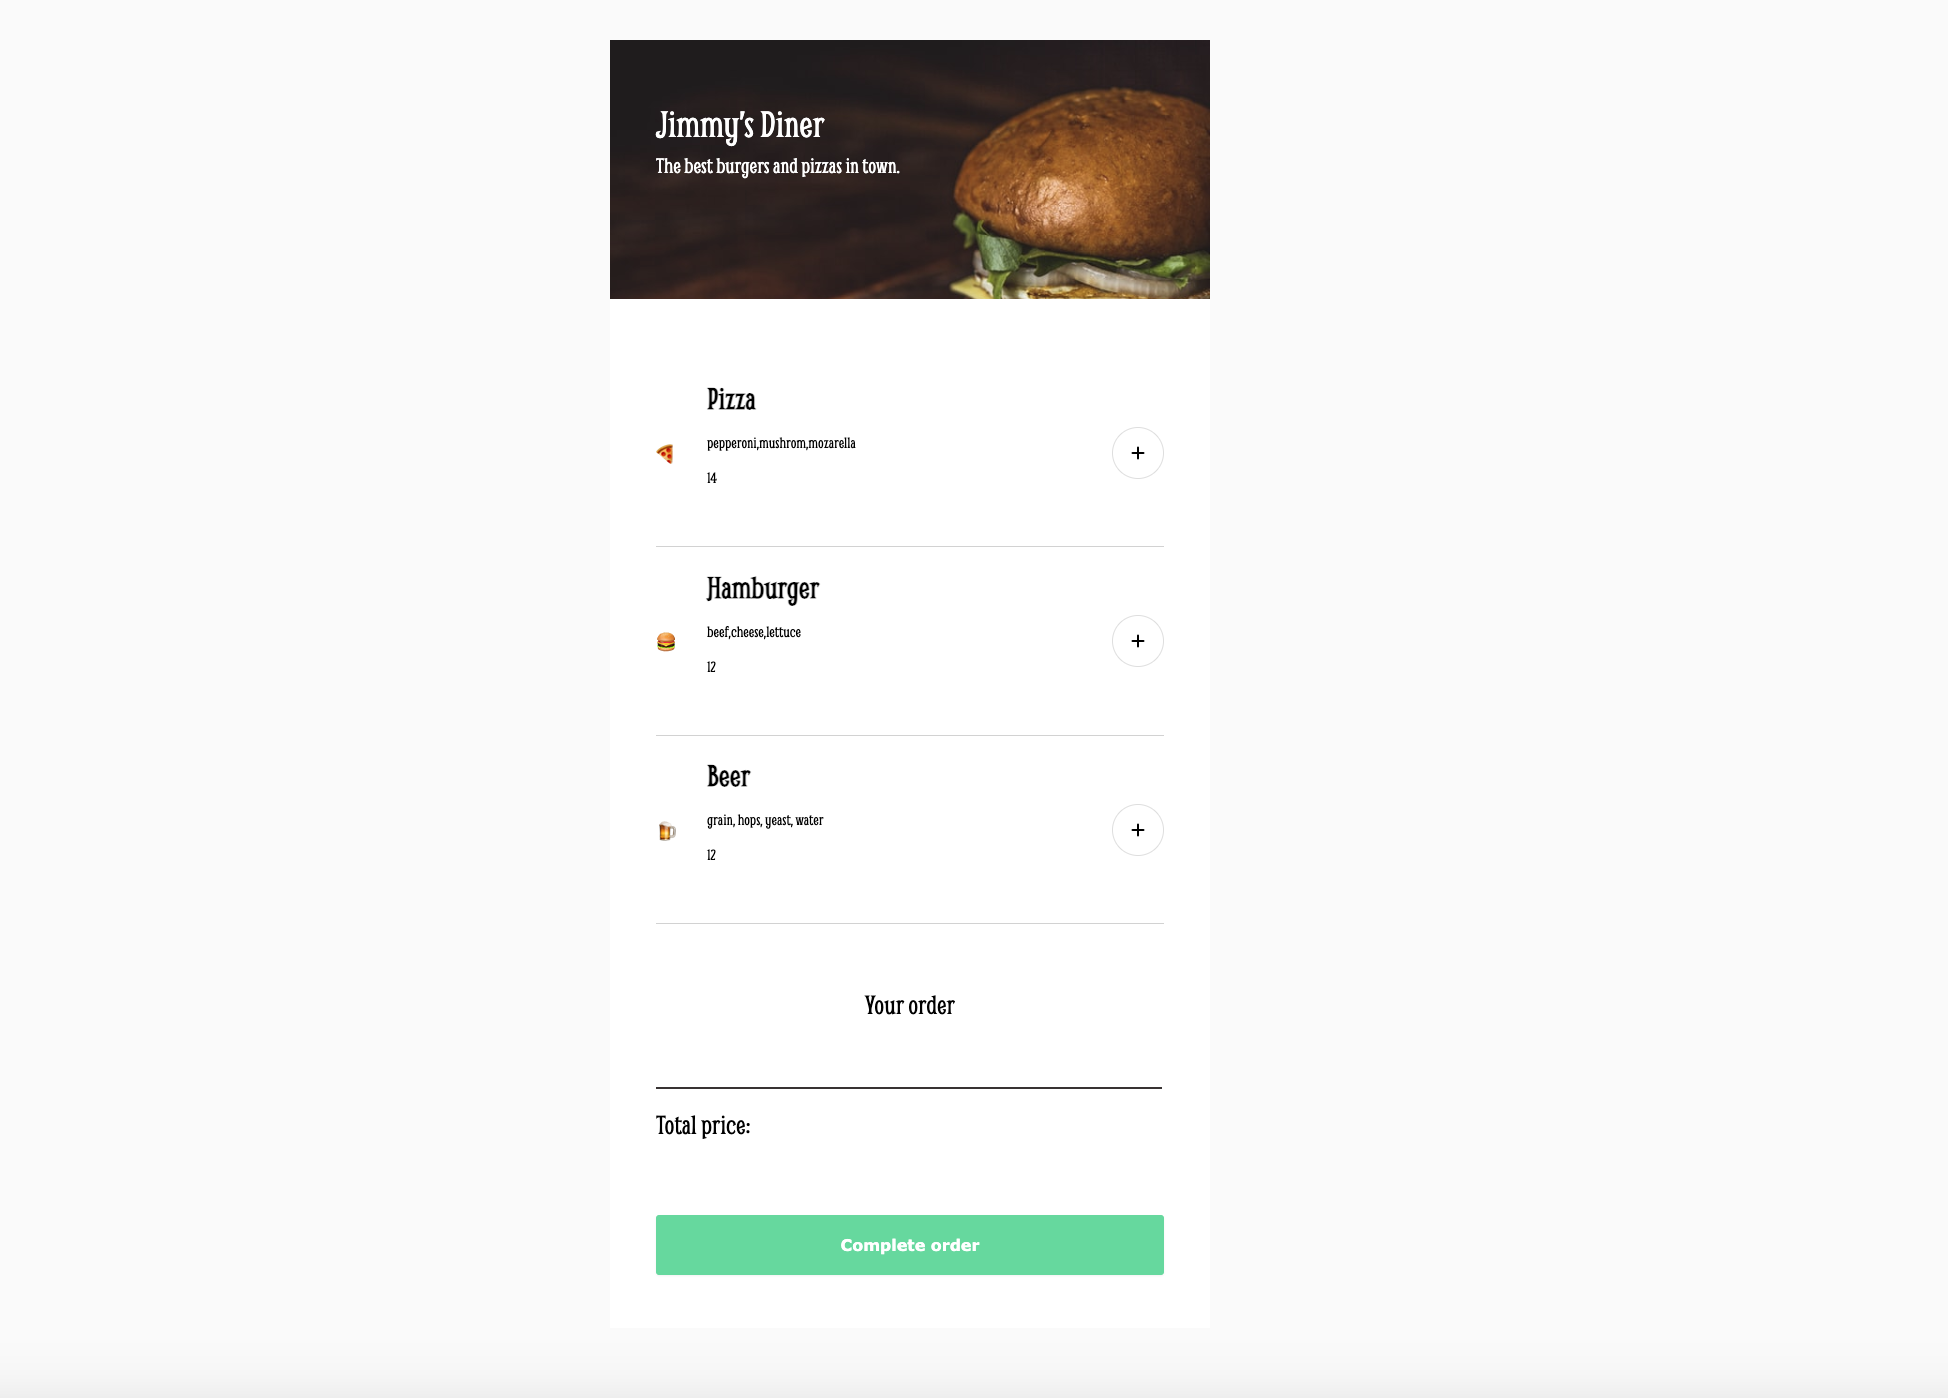 Jimmy's Diner
The best burgers and pizzas in town.
Pizza
pepperoni,mushrom,mozarella
14
+
Hamburger
beef,cheese,lettuce
12
+
Beer
grain, hops, yeast, water
12
+
Your order
Total price:
Complete order